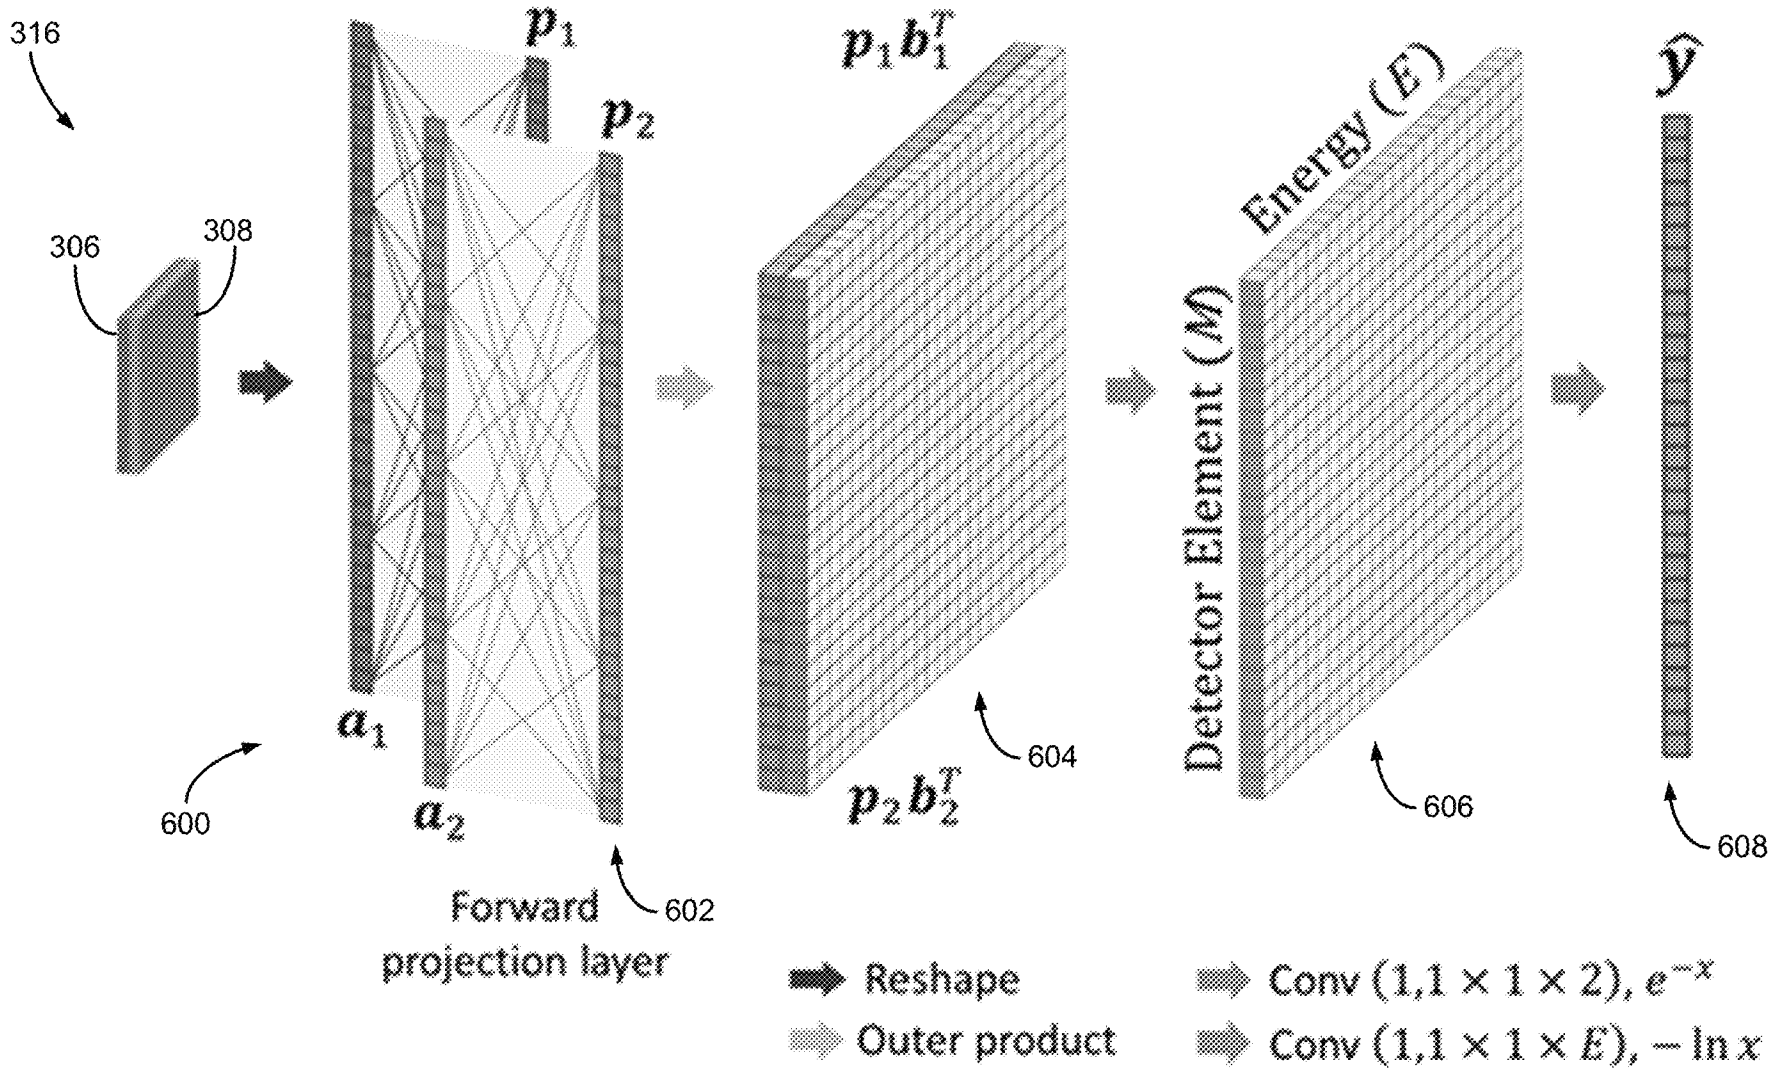 316
p₁
p₂
p₁b₁ᵀ
Energy (E)
ŷ
306
308
Detector Element (M)
a₁
a₂
600
602
p₂b₂ᵀ
604
606
608
Forward
projection layer
Reshape
Conv (1,1 × 1 × 2), e⁻ˣ
Outer product
Conv (1,1 × 1 × E), − ln x